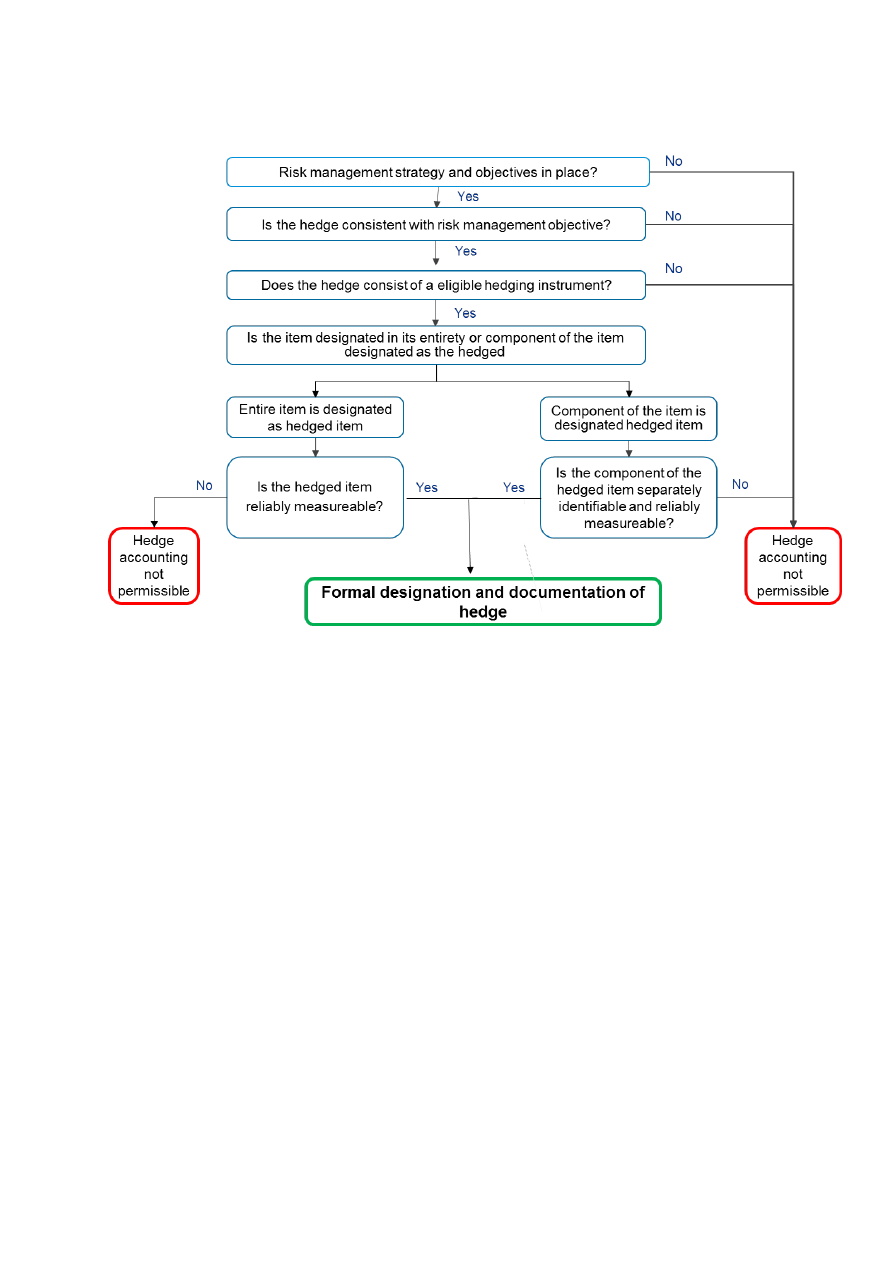 No
Risk management strategy and objectives in place?
Yes
No
Is the hedge consistent with risk management objective?
Yes
No
Does the hedge consist of a eligible hedging instrument?
Yes
Is the item designated in its entirety or component of the item
designated as the hedged
Entire item is designated
as hedged item
Component of the item is
designated hedged item
No
Is the hedged item
reliably measureable?
Yes
Yes
Is the component of the
hedged item separately
identifiable and reliably
measureable?
No
Hedge
accounting
not
permissible
Formal designation and documentation of
hedge
Hedge
accounting
not
permissible